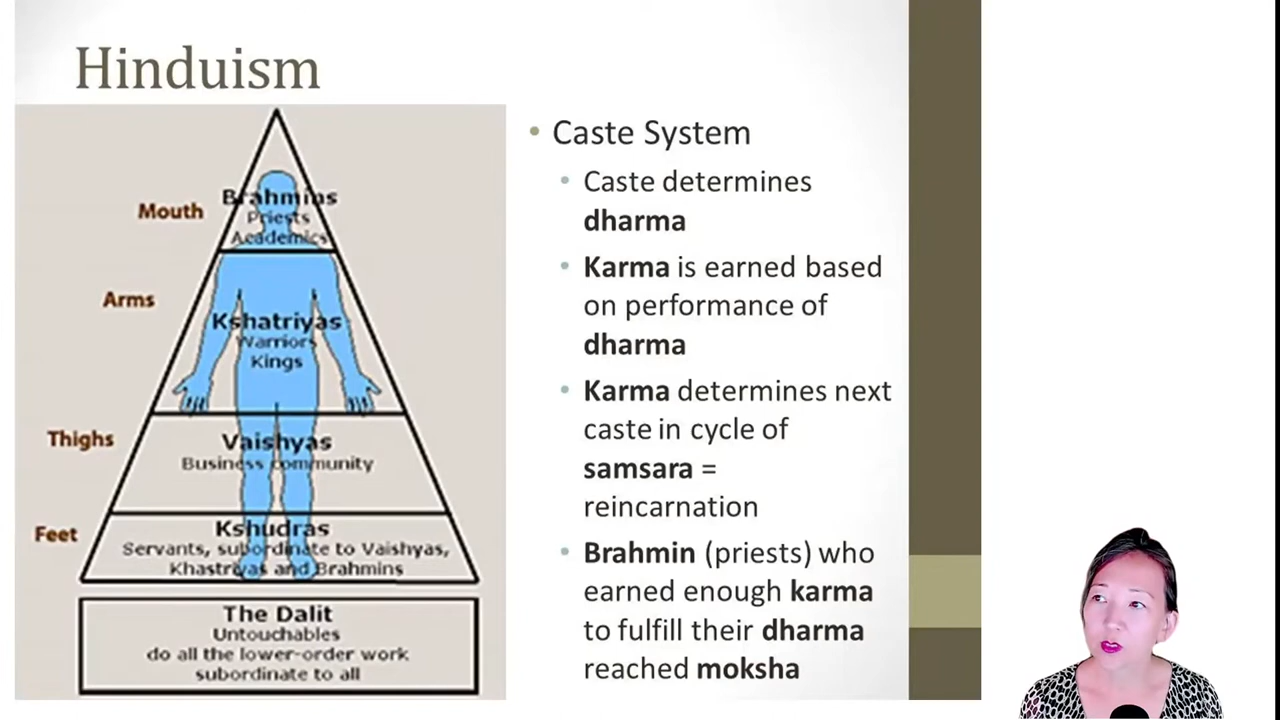 Hinduism
Mouth
Brahmins
Priests
Academics
Arms
Kshatriyas
Warriors
Kings
Thighs
Vaishyas
Business community
Feet
Kshudras
Servants, subordinate to Vaishyas,
Khastriyas and Brahmins
The Dalit
Untouchables
do all the lower-order work
subordinate to all
• Caste System
• Caste determines
dharma
• Karma is earned based
on performance of
dharma
• Karma determines next
caste in cycle of
samsara =
reincarnation
• Brahmin (priests) who
earned enough karma
to fulfill their dharma
reached moksha